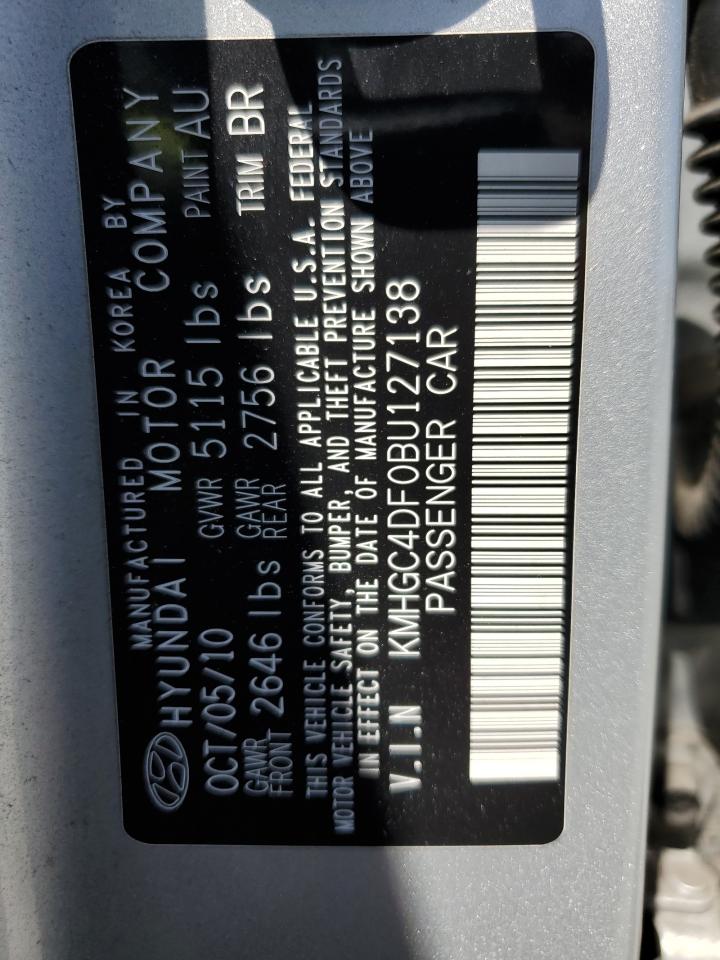 MANUFACTURED IN KOREA BY
HYUNDAI MOTOR COMPANY
OCT/05/10 GVWR 5115 lbs PAINT AU
GAWR FRONT 2646 lbs GAWR REAR 2756 lbs TRIM BR
THIS VEHICLE CONFORMS TO ALL APPLICABLE U.S.A. FEDERAL
MOTOR VEHICLE SAFETY, BUMPER, AND THEFT PREVENTION STANDARDS
IN EFFECT ON THE DATE OF MANUFACTURE SHOWN ABOVE
V.I.N KMHGC4DF0BU127138
PASSENGER CAR